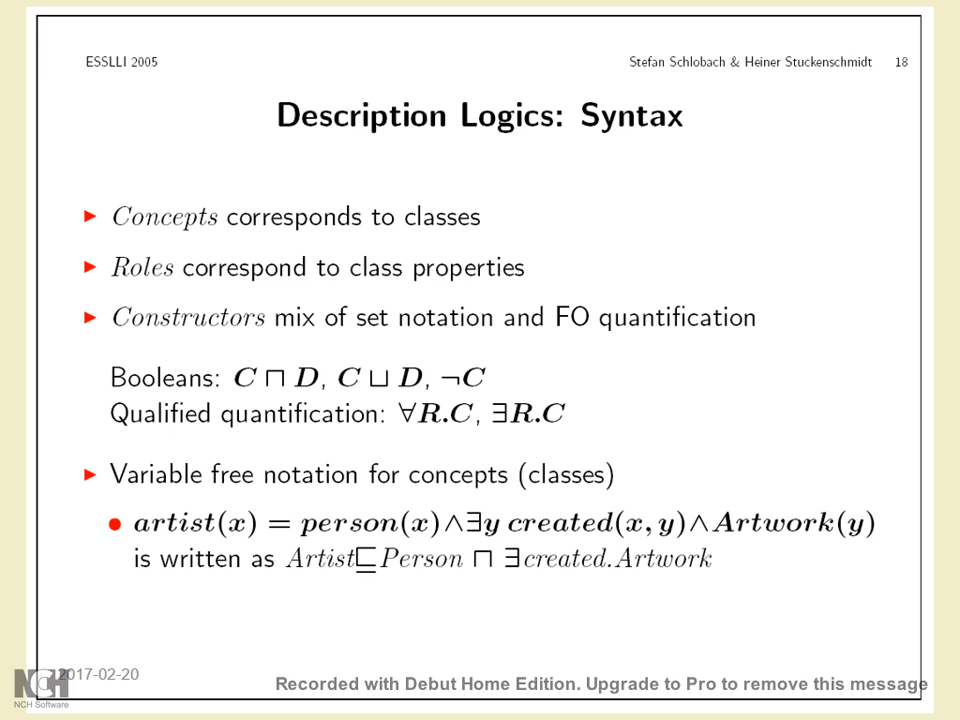 ESSLLI 2005 Stefan Schlobach & Heiner Stuckenschmidt 18
Description Logics: Syntax
Concepts corresponds to classes
Roles correspond to class properties
Constructors mix of set notation and FO quantification
Booleans: C ⊓ D, C ⊔ D, ¬C
Qualified quantification: ∀R.C, ∃R.C
Variable free notation for concepts (classes)
artist(x) = person(x)∧∃y created(x, y)∧Artwork(y)
is written as Artist⊑Person ⊓ ∃created.Artwork
2017-02-20
NCH
NCH Software
Recorded with Debut Home Edition. Upgrade to Pro to remove this message